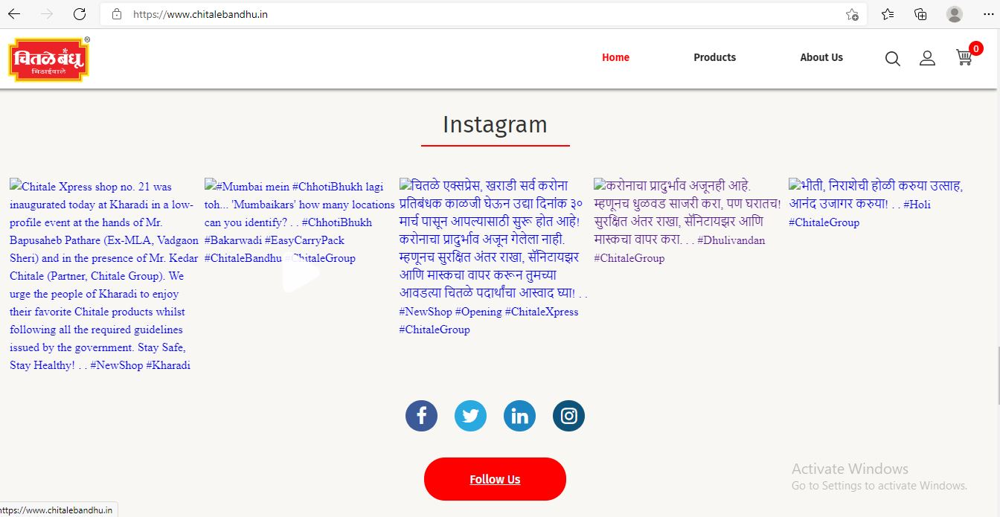 https://www.chitalebandhu.in
चितळे बंधू
मिठाईवाले
®
Home
Products
About Us
0
Instagram
Chitale Xpress shop no. 21 was
inaugurated today at Kharadi in a low-
profile event at the hands of Mr.
Bapusaheb Pathare (Ex-MLA, Vadgaon
Sheri) and in the presence of Mr. Kedar
Chitale (Partner, Chitale Group). We
urge the people of Kharadi to enjoy
their favorite Chitale products whilst
following all the required guidelines
issued by the government. Stay Safe,
Stay Healthy! . . #NewShop #Kharadi
#Mumbai mein #ChhotiBhukh lagi
toh... 'Mumbaikars' how many locations
can you identify? . . #ChhotiBhukh
#Bakarwadi #EasyCarryPack
#ChitaleBandhu #ChitaleGroup
चितळे एक्सप्रेस, खराडी सर्व करोना
प्रतिबंधक काळजी घेऊन उद्या दिनांक ३०
मार्च पासून आपल्यासाठी सुरू होत आहे!
करोनाचा प्रादुर्भाव अजून गेलेला नाही.
म्हणूनच सुरक्षित अंतर राखा, सॅनिटायझर
आणि मास्कचा वापर करून तुमच्या
आवडत्या चितळे पदार्थांचा आस्वाद घ्या! . .
#NewShop #Opening #ChitaleXpress
#ChitaleGroup
करोनाचा प्रादुर्भाव अजूनही आहे.
म्हणूनच धुळवड साजरी करा, पण घरातच!
सुरक्षित अंतर राखा, सॅनिटायझर आणि
मास्कचा वापर करा. . . #Dhulivandan
#ChitaleGroup
भीती, निराशेची होळी करुया उत्साह,
आनंद उजागर करुया! . . #Holi
#ChitaleGroup
Follow Us
Activate Windows
Go to Settings to activate Windows.
https://www.chitalebandhu.in